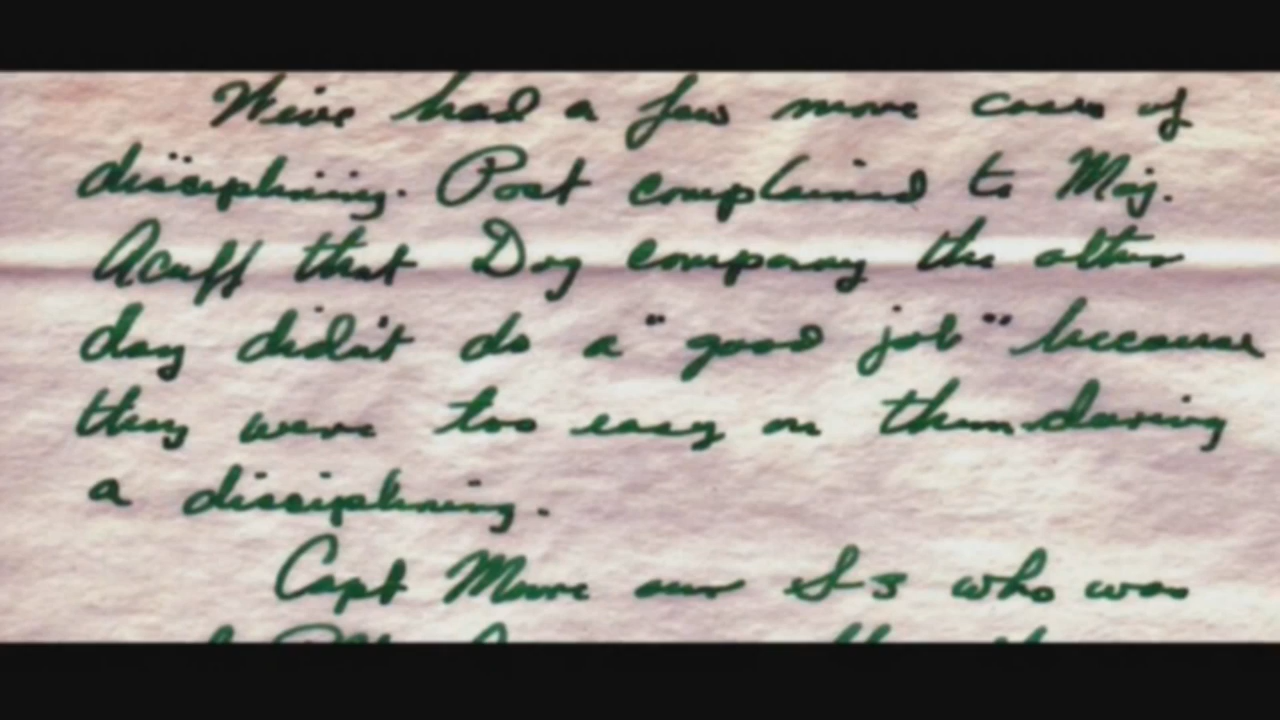 We've had a few more cases of
disciplining. Post complained to Maj.
Acuff that Dog company the other
day didn't do a "good job" because
they were too easy on them during
a disciplining.
Capt Moore our S-3 who was